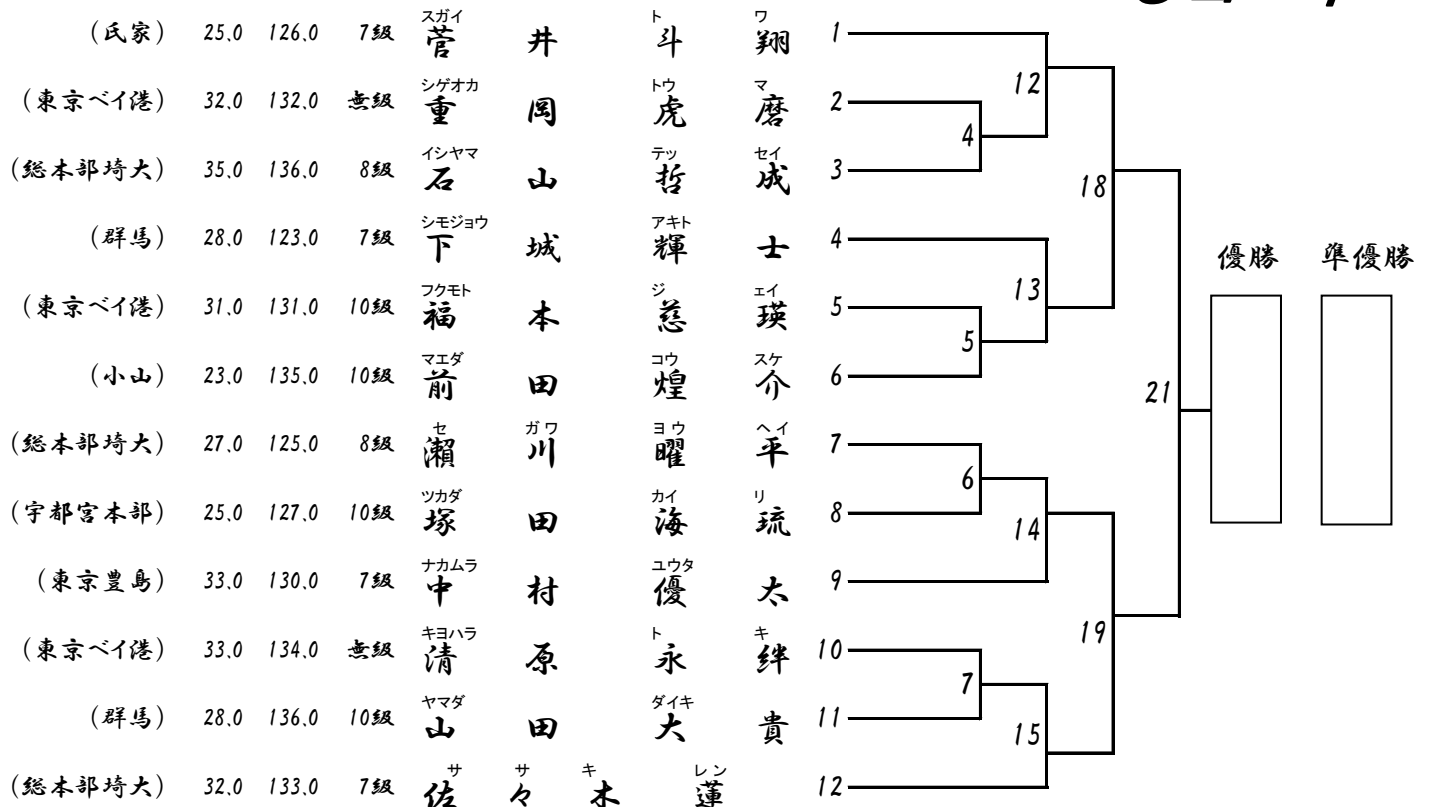 (氏家) 25.0 126.0 7級 菅井斗翔 スガイ ト ワ 1
(東京ベイ港) 32.0 132.0 無級 重岡虎磨 シゲオカ トウ マ 2
(総本部埼大) 35.0 136.0 8級 石山哲成 イシヤマ テッ セイ 3
(群馬) 28.0 123.0 7級 下城輝士 シモジョウ アキト 4
(東京ベイ港) 31.0 131.0 10級 福本慈瑛 フクモト ジ エイ 5
(小山) 23.0 135.0 10級 前田煌介 マエダ コウ スケ 6
(総本部埼大) 27.0 125.0 8級 瀬川曜平 セ ガワ ヨウ ヘイ 7
(宇都宮本部) 25.0 127.0 10級 塚田海琉 ツカダ カイ リ 8
(東京豊島) 33.0 130.0 7級 中村優太 ナカムラ ユウタ 9
(東京ベイ港) 33.0 134.0 無級 清原永絆 キヨハラ ト キ 10
(群馬) 28.0 136.0 10級 山田大貴 ヤマダ ダイキ 11
(総本部埼大) 32.0 133.0 7級 佐々木蓮 サ サ キ レン 12
12
4
18
13
5
21
6
14
19
7
15
優勝 準優勝